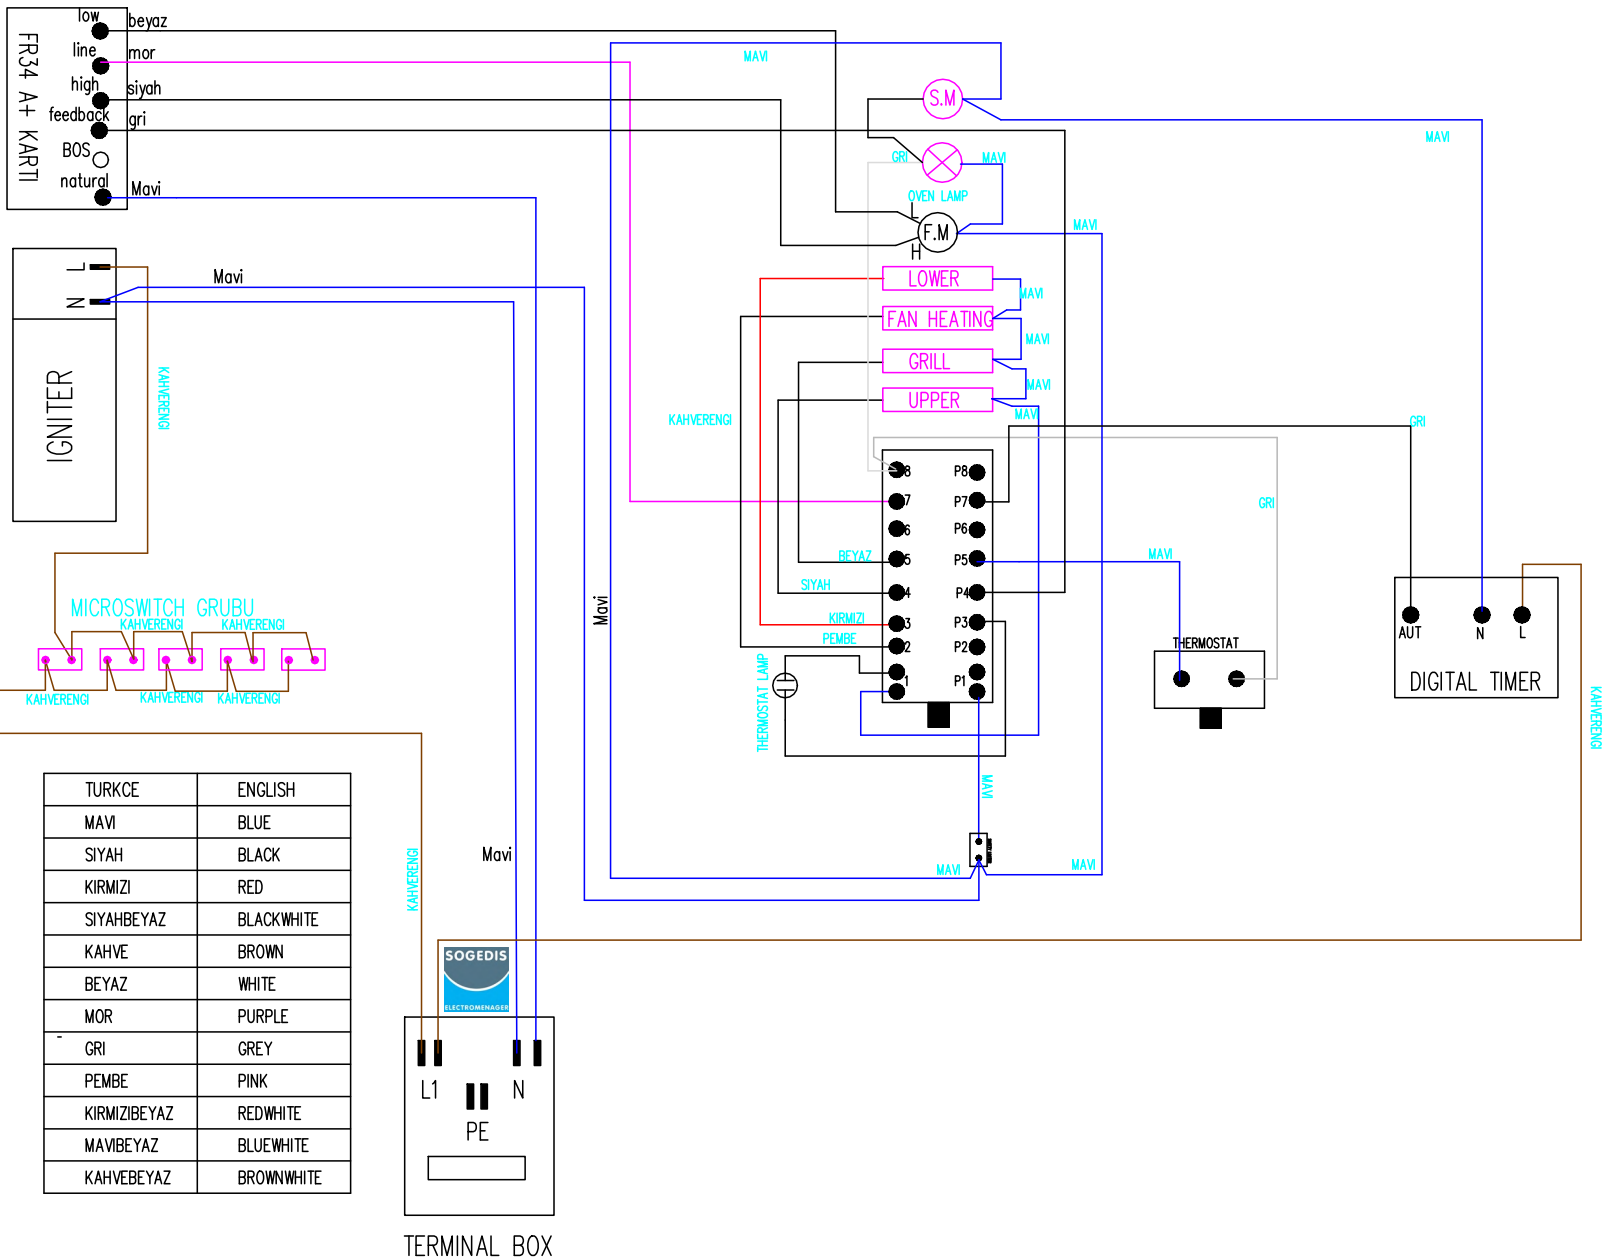 low
beyaz
line
mor
high
siyah
feedback
gri
BOS
natural
Mavi
FR34 A+ KARTI
L
N
Mavi
IGNITER
KAHVERENGI
MICROSWITCH GRUBU
KAHVERENGI
KAHVERENGI
KAHVERENGI
KAHVERENGI
KAHVERENGI
MAVI
S.M
MAVI
GRI
MAVI
OVEN LAMP
L
F.M
H
MAVI
LOWER
MAVI
FAN HEATING
MAVI
GRILL
MAVI
UPPER
MAVI
KAHVERENGI
GRI
GRI
8
P8
7
P7
6
P6
BEYAZ
5
P5
MAVI
SIYAH
4
P4
KIRMIZI
3
P3
PEMBE
2
P2
1
P1
THERMOSTAT LAMP
Mavi
THERMOSTAT
AUT
N
L
DIGITAL TIMER
KAHVERENGI
MAVI
MAVI
MAVI
TURKCE ENGLISH
MAVI BLUE
SIYAH BLACK
KIRMIZI RED
SIYAHBEYAZ BLACKWHITE
KAHVE BROWN
BEYAZ WHITE
MOR PURPLE
GRI GREY
PEMBE PINK
KIRMIZIBEYAZ REDWHITE
MAVIBEYAZ BLUEWHITE
KAHVEBEYAZ BROWNWHITE
KAHVERENGI
Mavi
SOGEDIS
ELECTROMENAGER
L1
N
PE
TERMINAL BOX